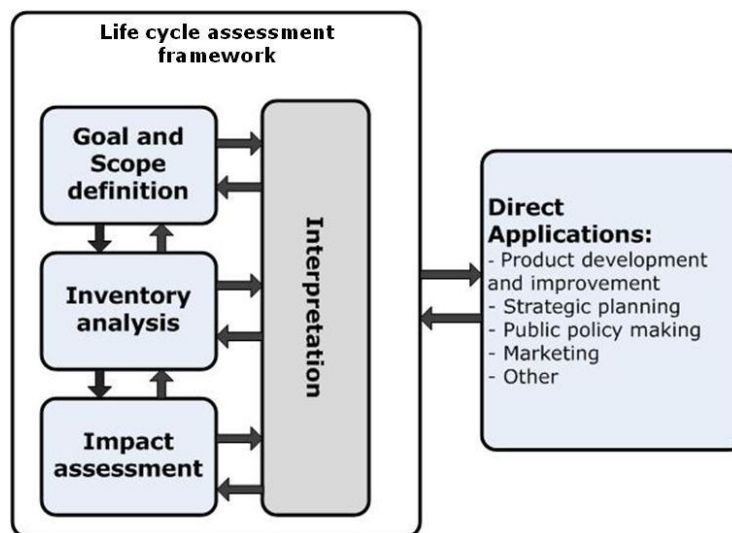 Life cycle assessment
framework
Goal and
Scope
definition
Inventory
analysis
Impact
assessment
Interpretation
Direct
Applications:
- Product development
and improvement
- Strategic planning
- Public policy making
- Marketing
- Other